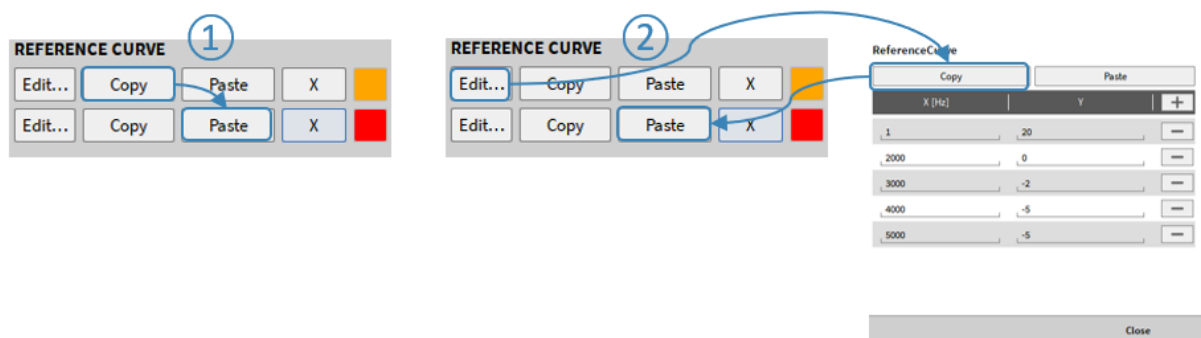 1
REFERENCE CURVE
Edit... Copy Paste X
Edit... Copy Paste X
2
REFERENCE CURVE
Edit... Copy Paste X
Edit... Copy Paste X
ReferenceCurve
Copy Paste
X [Hz] Y +
1 20 −
2000 0 −
3000 -2 −
4000 -5 −
5000 -5 −
Close